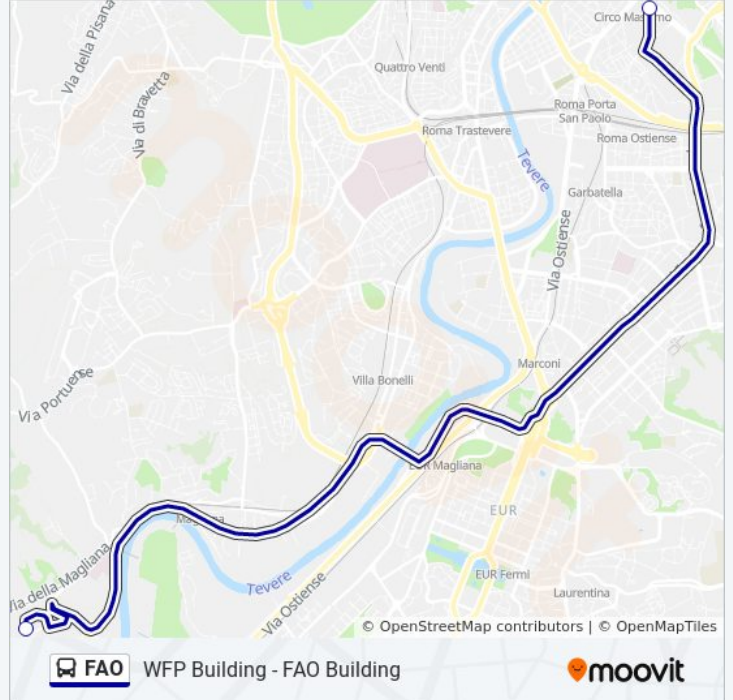 Circo Massimo
Via della Pisana
Quattro Venti
Via di Bravetta
Roma Porta
San Paolo
Roma Trastevere
Roma Ostiense
Tevere
Garbatella
Via Ostiense
Marconi
Villa Bonelli
Via Portuense
EUR Magliana
EUR
Magliana
Via della Magliana
Tevere
EUR Fermi
Via Ostiense
Laurentina
© OpenStreetMap contributors | © OpenMapTiles
FAO WFP Building - FAO Building
moovit